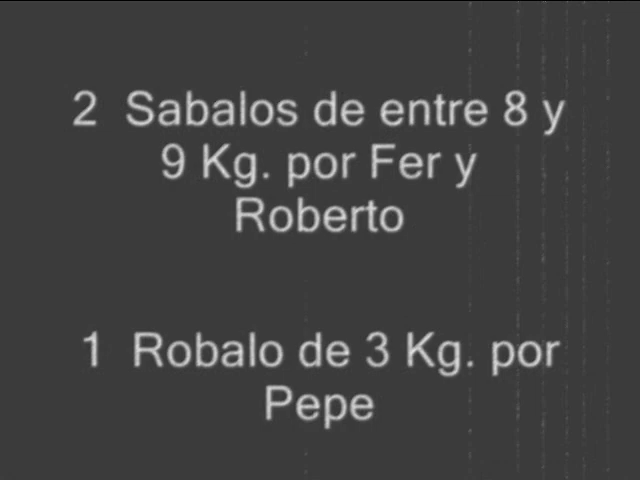 2 Sabalos de entre 8 y
9 Kg. por Fer y
Roberto
1 Robalo de 3 Kg. por
Pepe